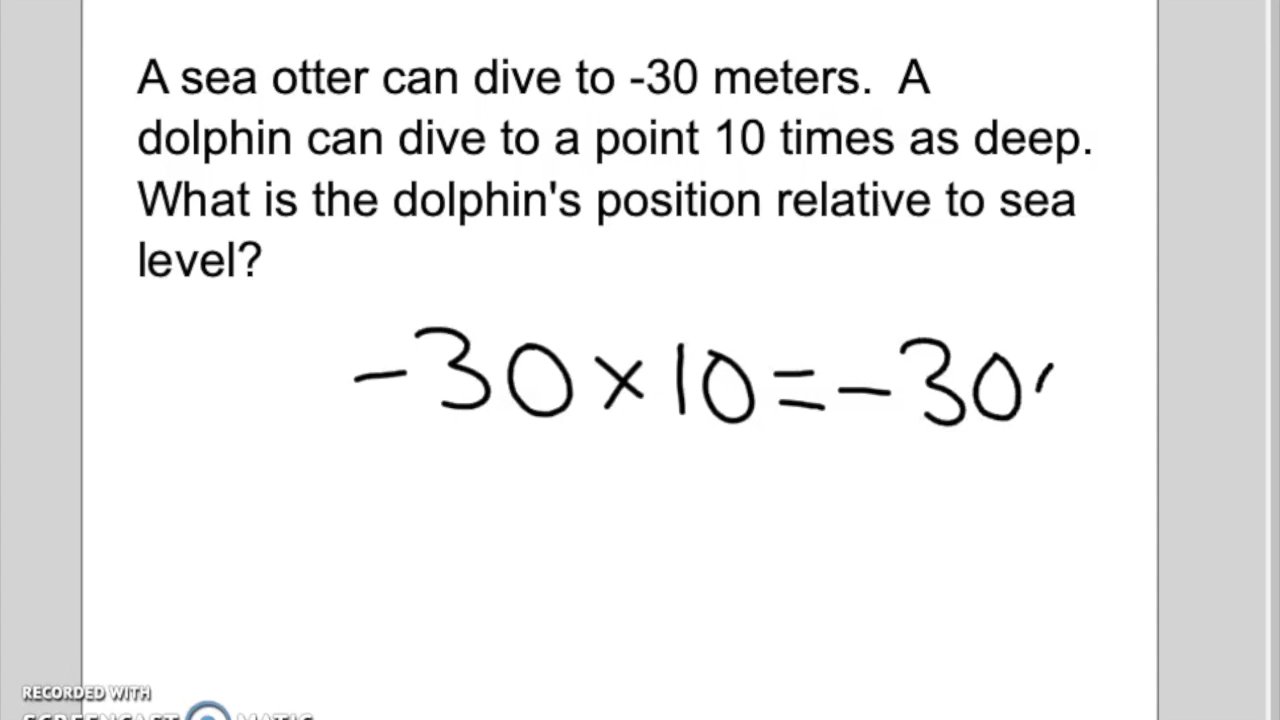 A sea otter can dive to -30 meters. A
dolphin can dive to a point 10 times as deep.
What is the dolphin's position relative to sea
level?
-30×10=-30
RECORDED WITH